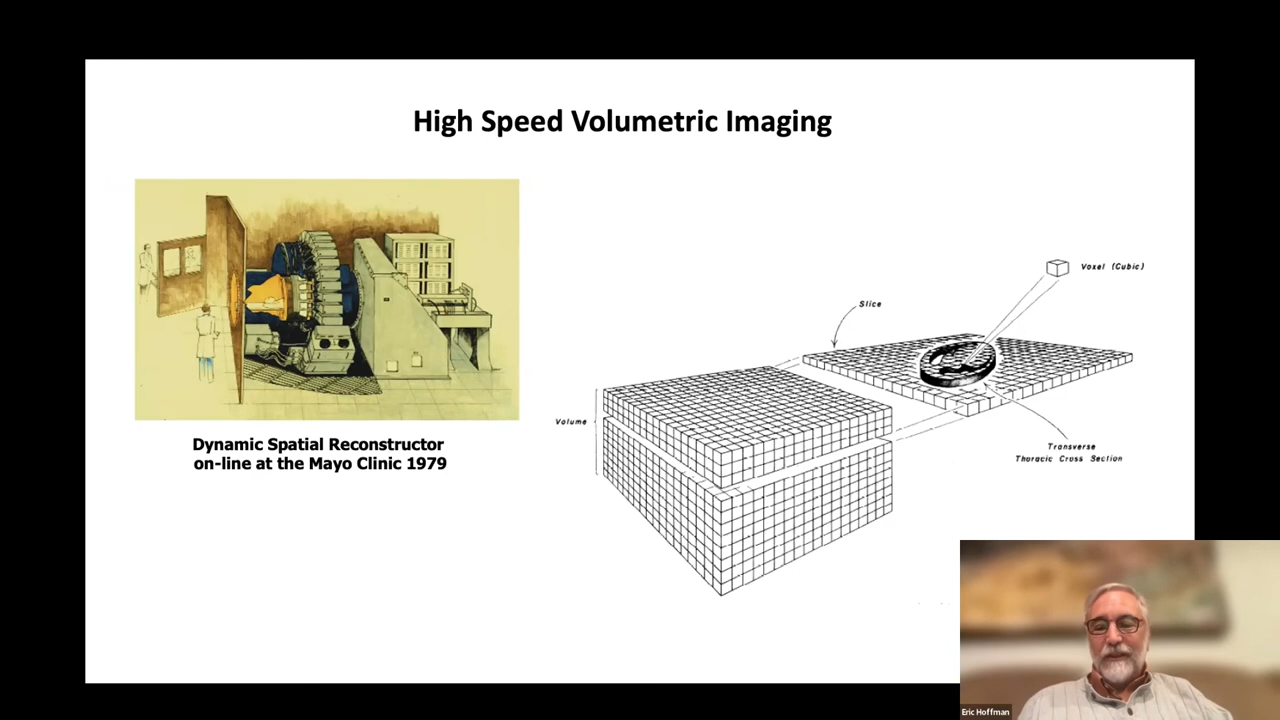 High Speed Volumetric Imaging
Dynamic Spatial Reconstructor
on-line at the Mayo Clinic 1979
Voxel (Cubic)
Slice
Volume
Transverse
Thoracic Cross Section
Eric Hoffman